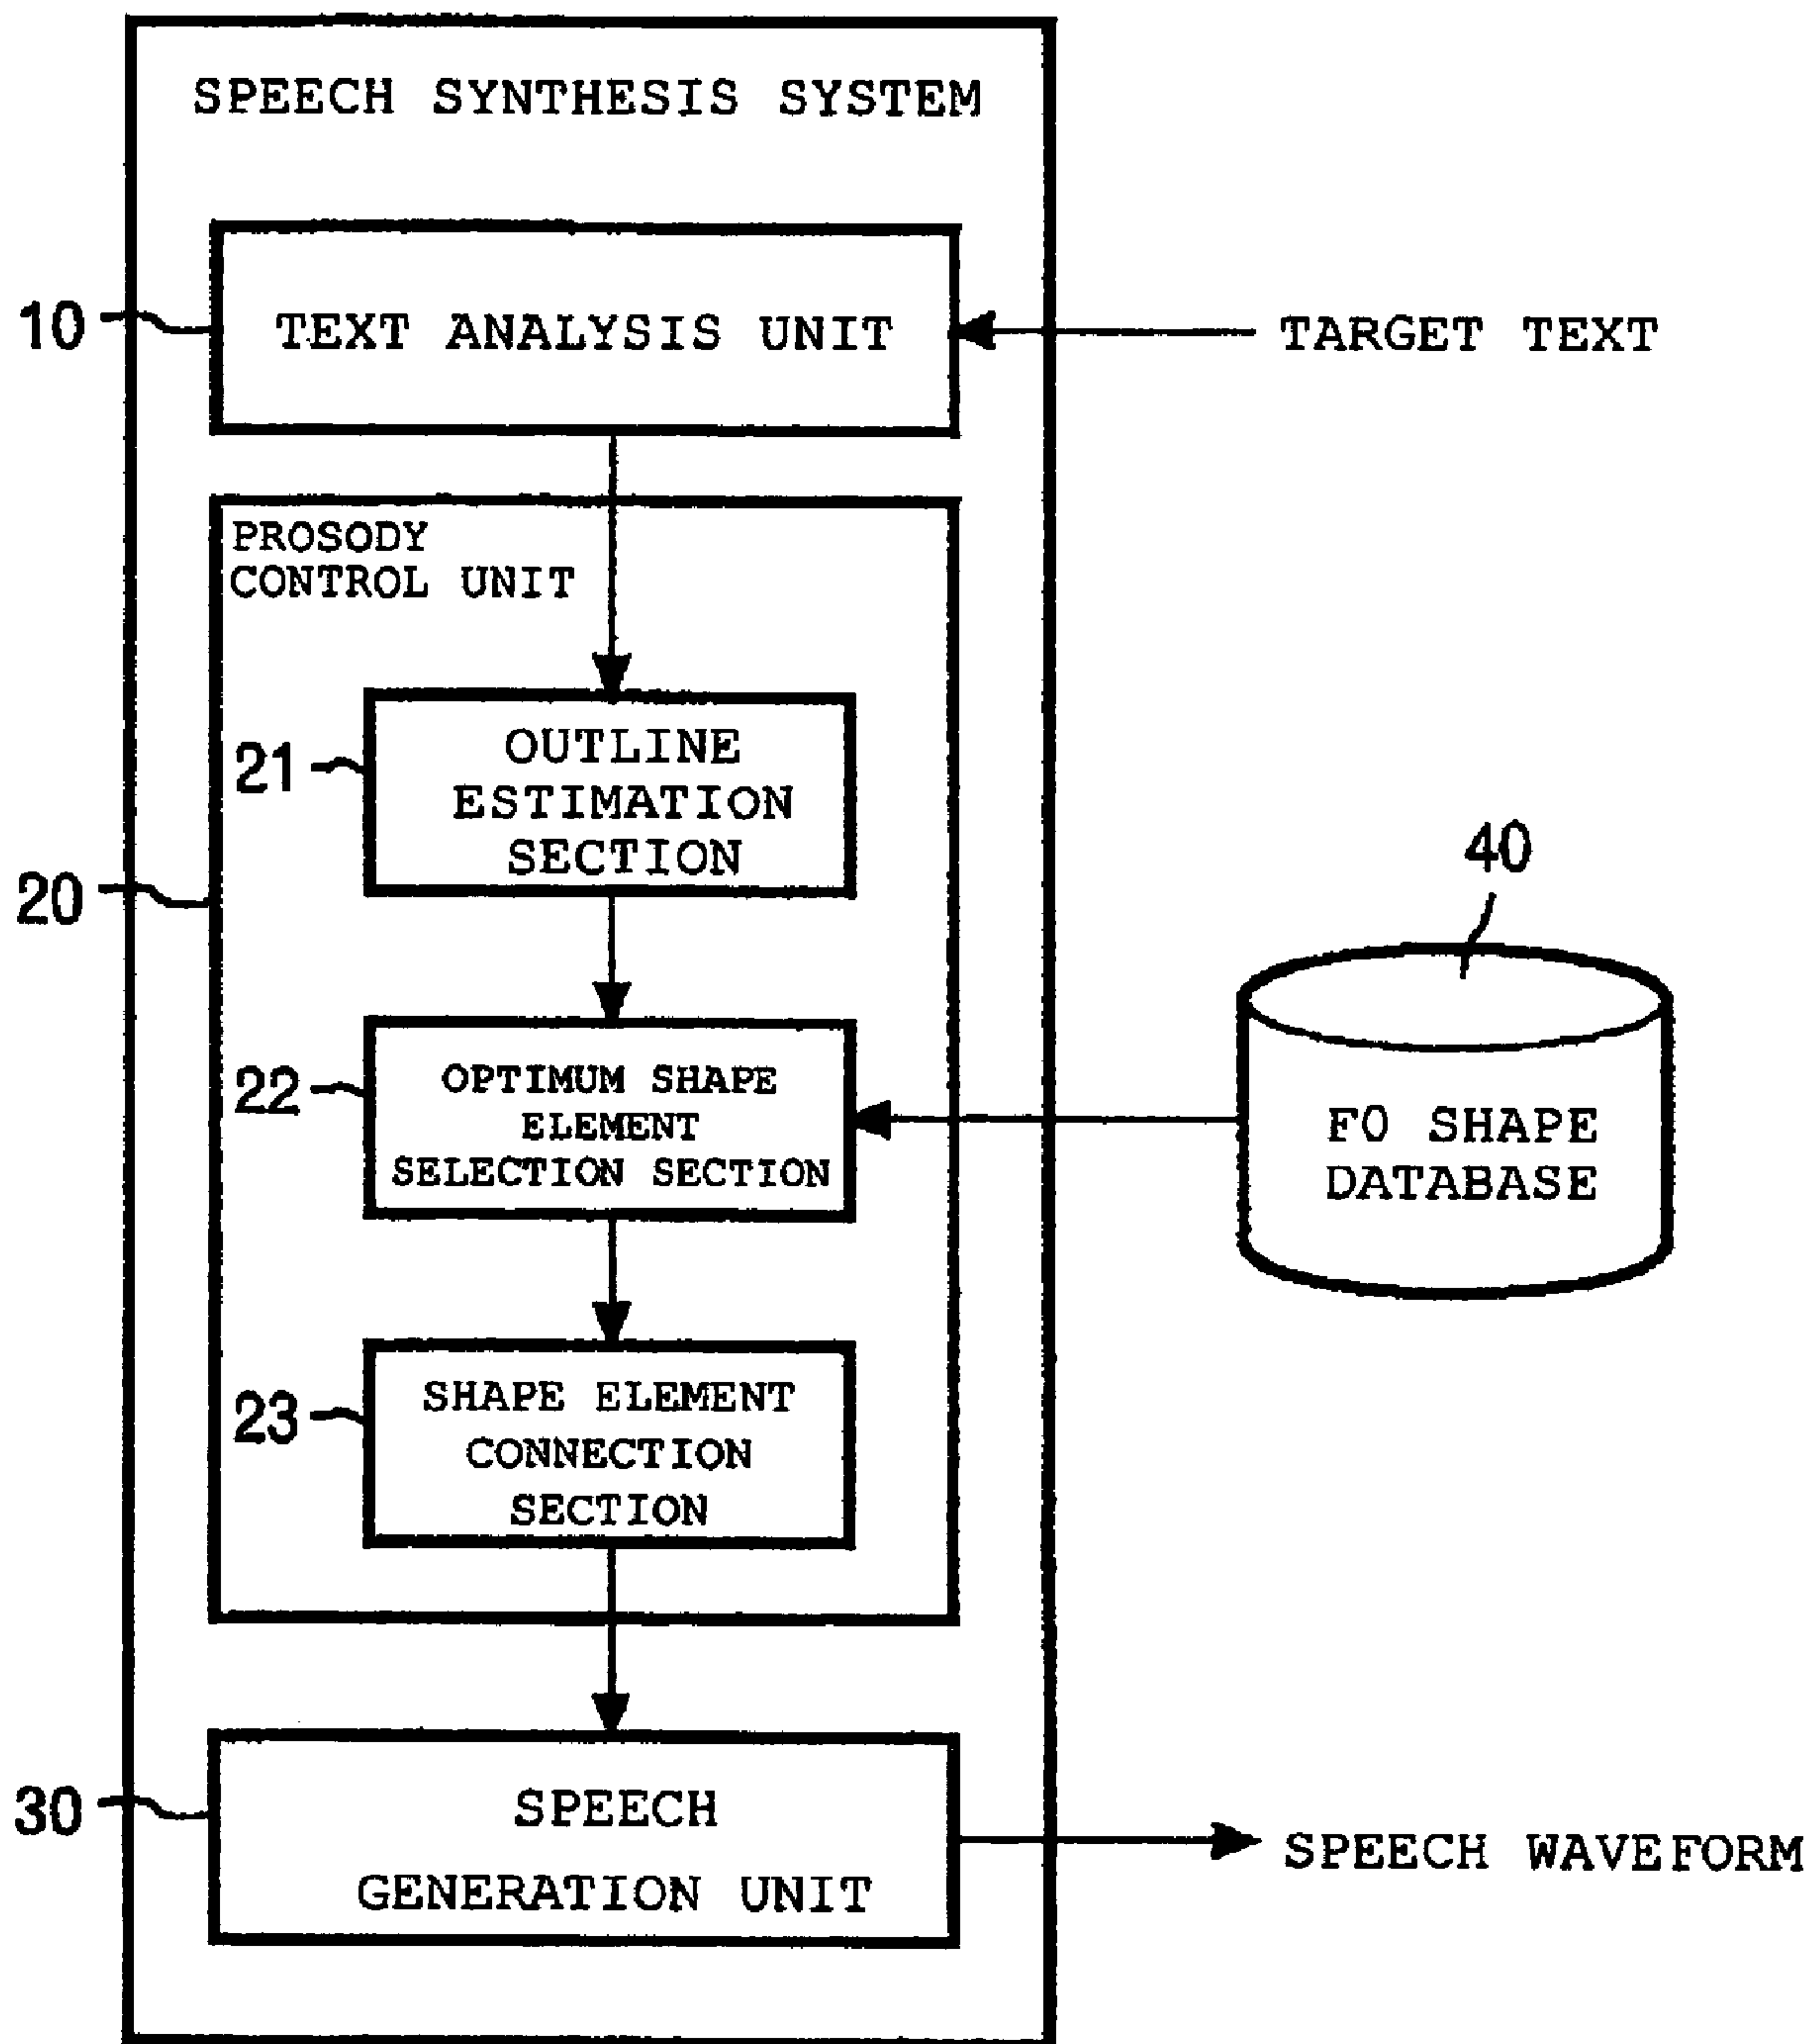 SPEECH SYNTHESIS SYSTEM
10
TEXT ANALYSIS UNIT
TARGET TEXT
PROSODY
CONTROL UNIT
21
OUTLINE
ESTIMATION
SECTION
20
40
22
OPTIMUM SHAPE
ELEMENT
SELECTION SECTION
F0 SHAPE
DATABASE
23
SHAPE ELEMENT
CONNECTION
SECTION
30
SPEECH
GENERATION UNIT
SPEECH WAVEFORM